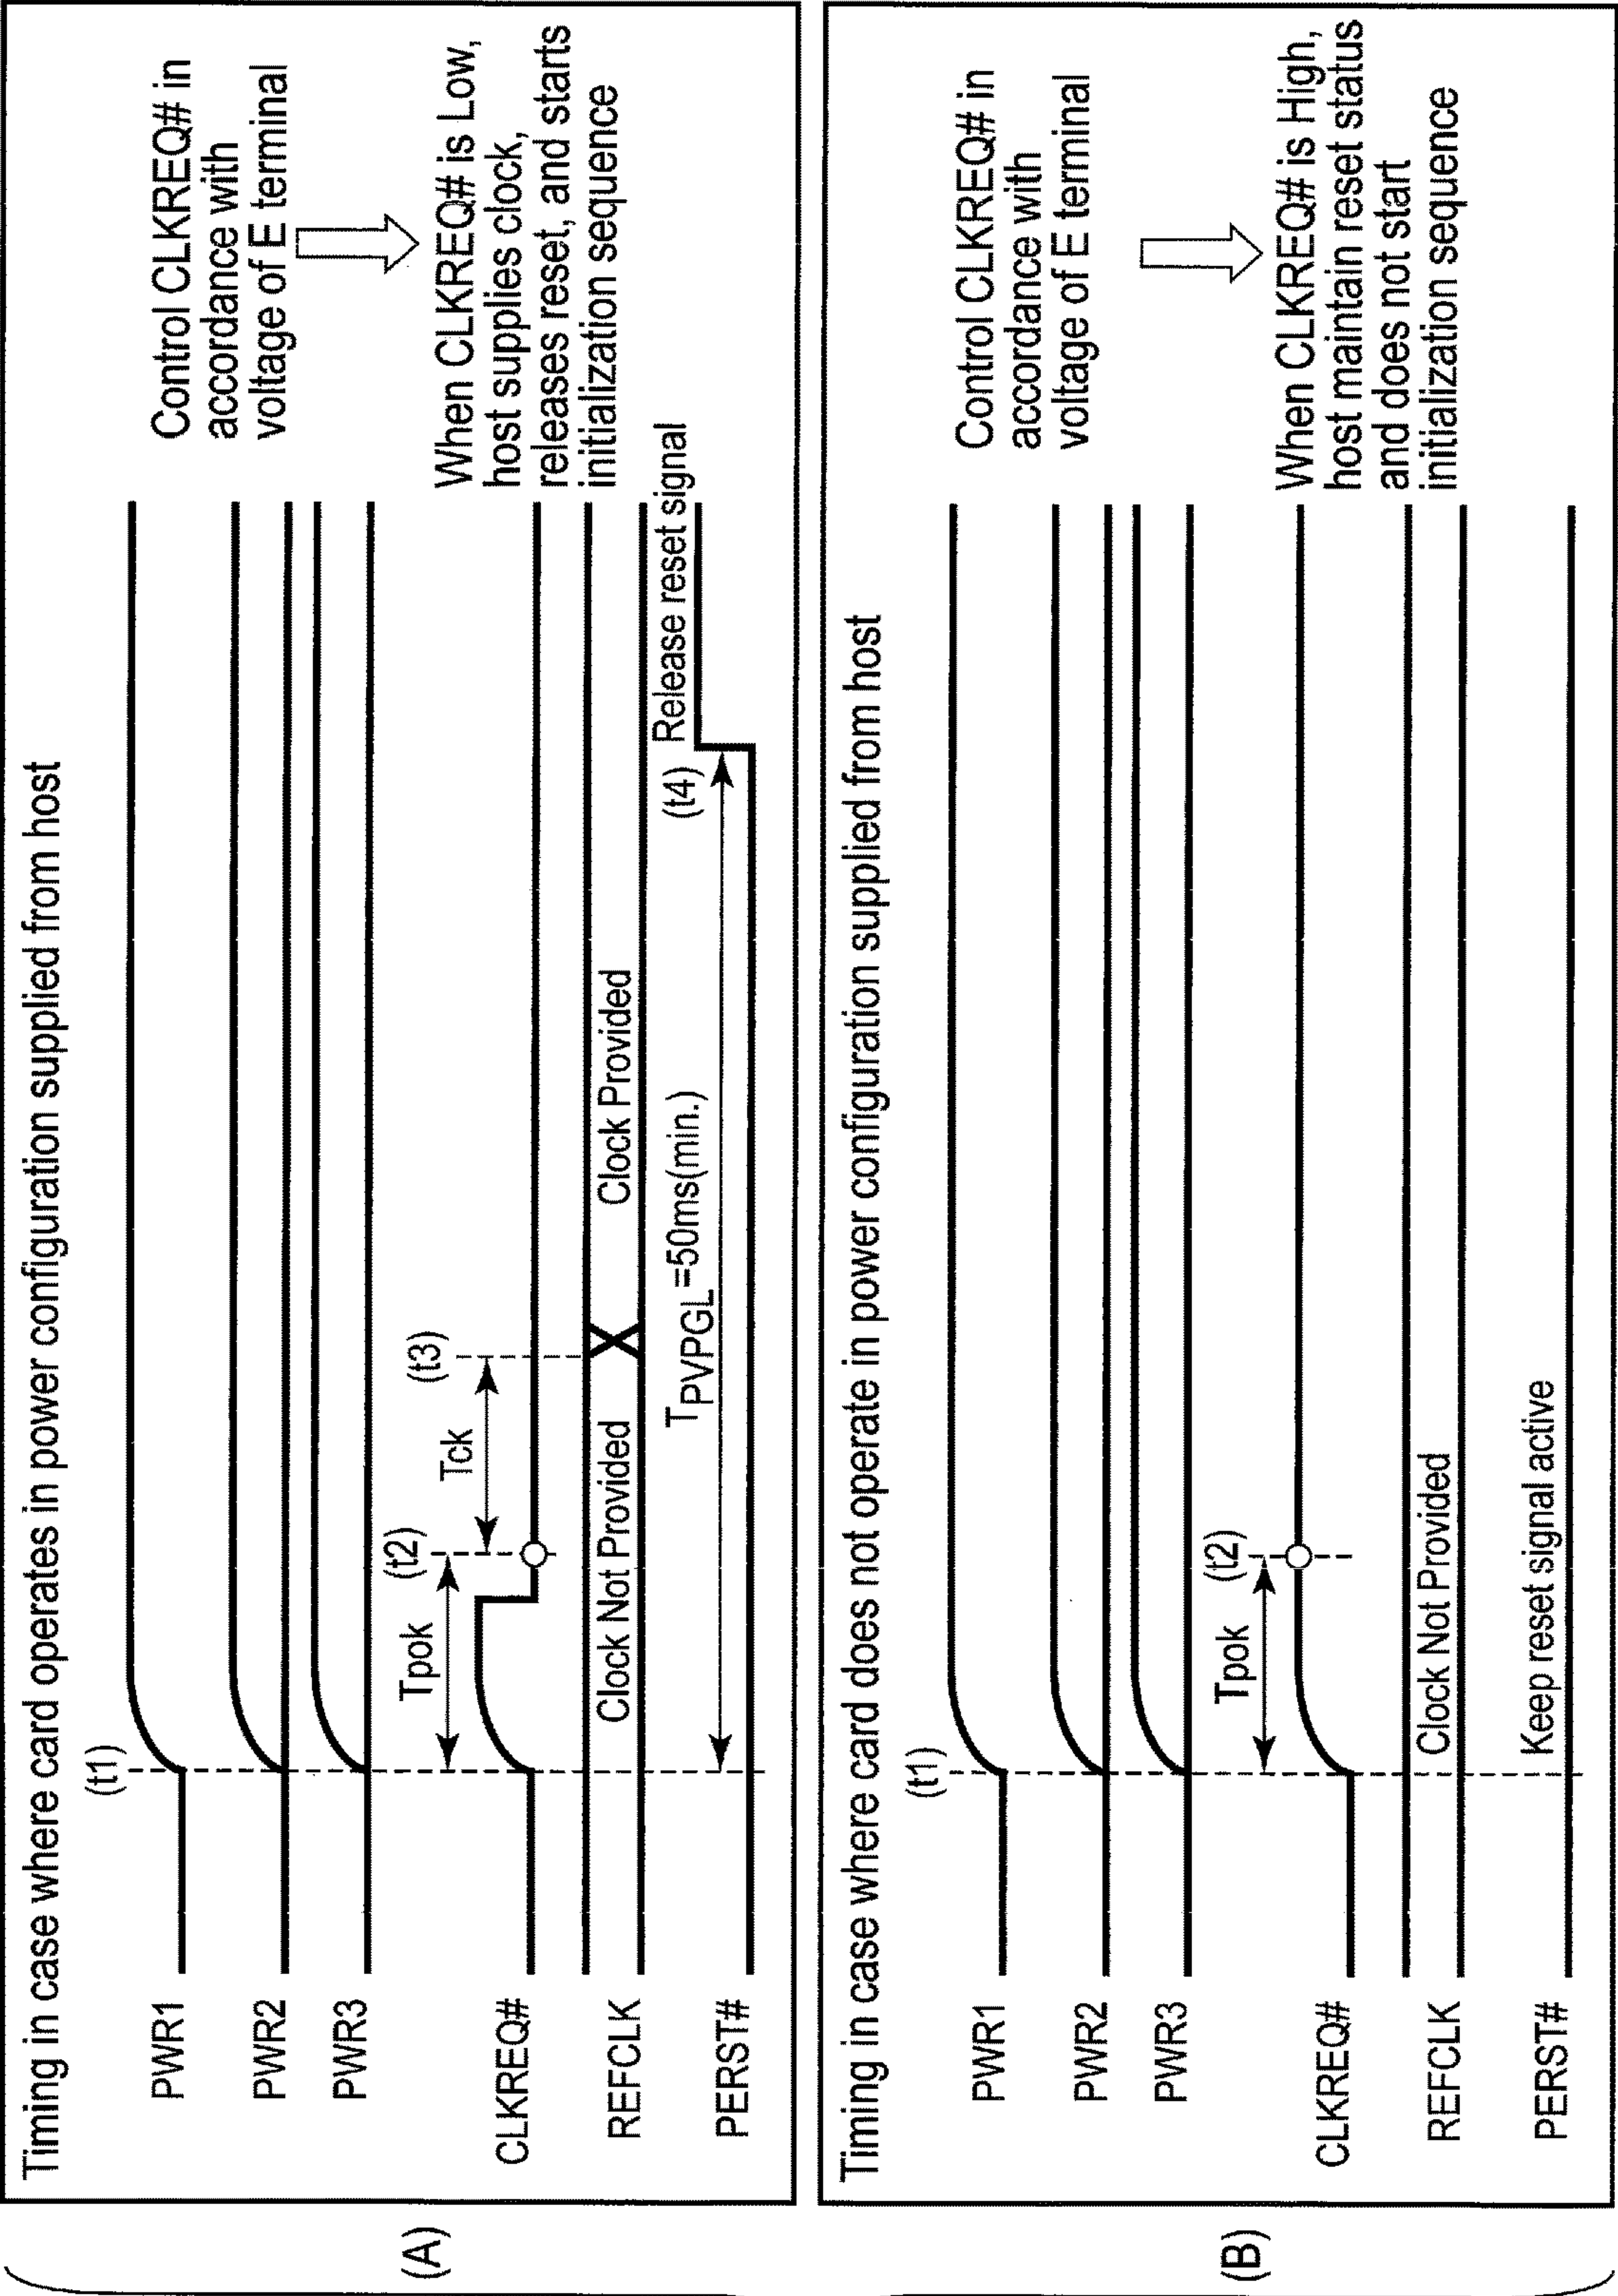 (A)
Timing in case where card operates in power configuration supplied from host
PWR1
PWR2
PWR3
CLKREQ#
REFCLK
PERST#
(t1)
Tpok
(t2)
Tck
(t3)
Clock Not Provided
Clock Provided
TPVPGL=50ms(min.)
(t4)
Release reset signal
Control CLKREQ# in
accordance with
voltage of E terminal
When CLKREQ# is Low,
host supplies clock,
releases reset, and starts
initialization sequence
(B)
Timing in case where card does not operate in power configuration supplied from host
PWR1
PWR2
PWR3
CLKREQ#
REFCLK
PERST#
(t1)
Tpok
(t2)
Clock Not Provided
Keep reset signal active
Control CLKREQ# in
accordance with
voltage of E terminal
When CLKREQ# is High,
host maintain reset status
and does not start
initialization sequence